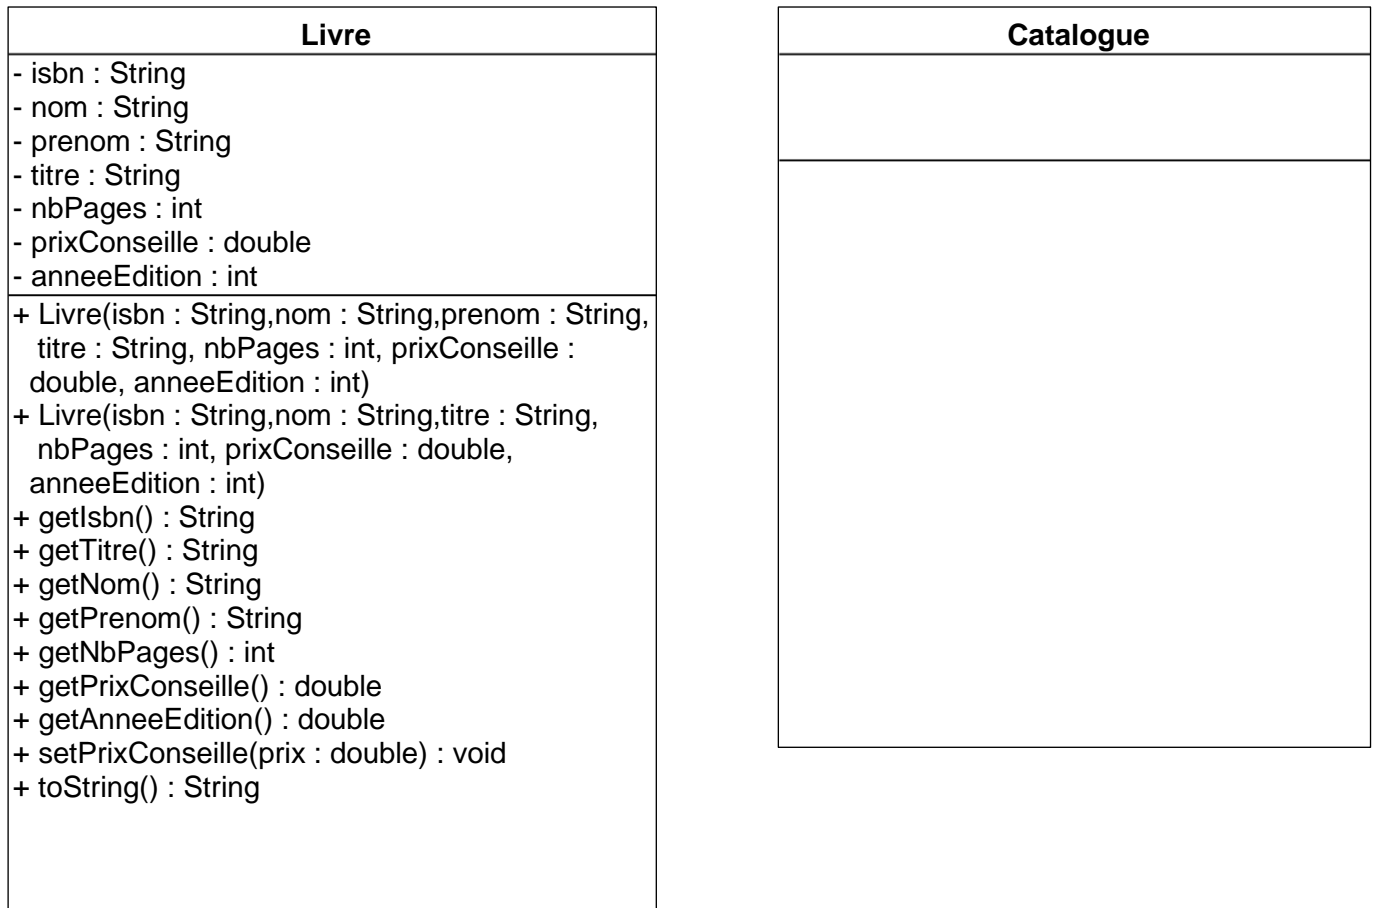 Livre
- isbn : String
- nom : String
- prenom : String
- titre : String
- nbPages : int
- prixConseille : double
- anneeEdition : int
+ Livre(isbn : String,nom : String,prenom : String,
titre : String, nbPages : int, prixConseille :
double, anneeEdition : int)
+ Livre(isbn : String,nom : String,titre : String,
nbPages : int, prixConseille : double,
anneeEdition : int)
+ getIsbn() : String
+ getTitre() : String
+ getNom() : String
+ getPrenom() : String
+ getNbPages() : int
+ getPrixConseille() : double
+ getAnneeEdition() : double
+ setPrixConseille(prix : double) : void
+ toString() : String
Catalogue